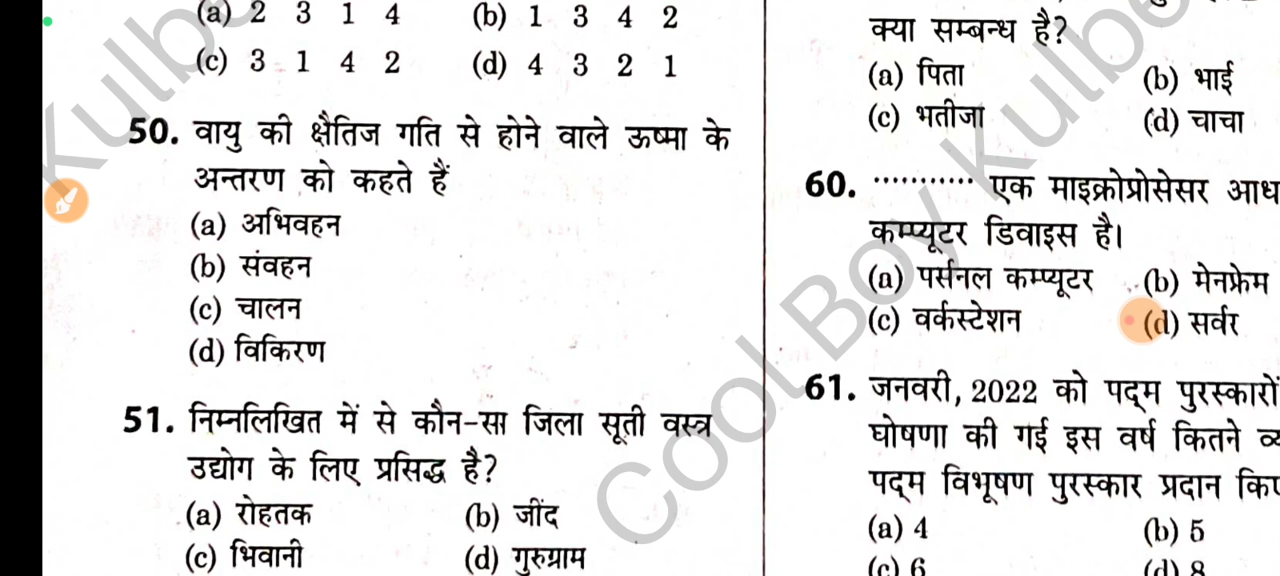 (a) 2 3 1 4 (b) 1 3 4 2
(c) 3 1 4 2 (d) 4 3 2 1
50. वायु की क्षैतिज गति से होने वाले ऊष्मा के
अन्तरण को कहते हैं
(a) अभिवहन
(b) संवहन
(c) चालन
(d) विकिरण
51. निम्नलिखित में से कौन-सा जिला सूती वस्त्र
उद्योग के लिए प्रसिद्ध है?
(a) रोहतक (b) जींद
(c) भिवानी (d) गुरुग्राम
क्या सम्बन्ध है?
(a) पिता (b) भाई
(c) भतीजा (d) चाचा
60. ........... एक माइक्रोप्रोसेसर आध
कम्प्यूटर डिवाइस है।
(a) पर्सनल कम्प्यूटर (b) मेनफ्रेम
(c) वर्कस्टेशन (d) सर्वर
61. जनवरी, 2022 को पद्म पुरस्कारों
घोषणा की गई इस वर्ष कितने
पद्म विभूषण पुरस्कार प्रदान
(a) 4 (b) 5
(c) 6 (d) 8
Cool Boy Kulbe
Kulbe